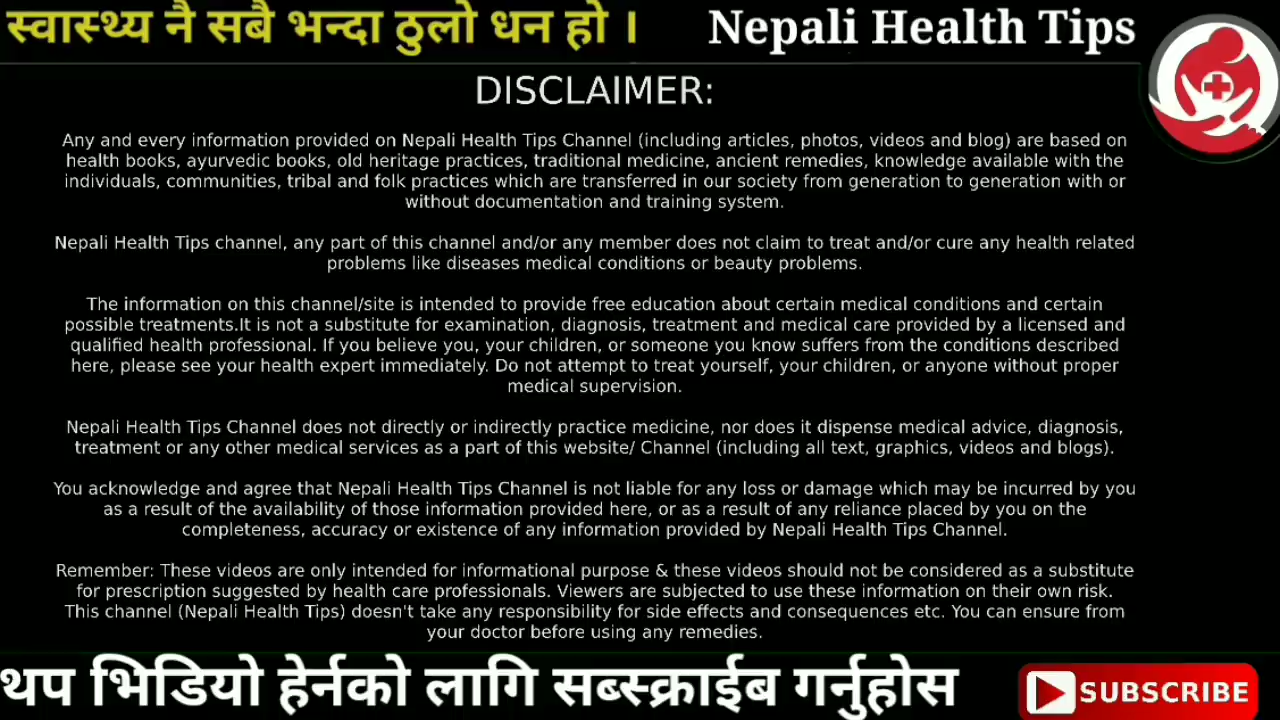 स्वास्थ्य नै सबै भन्दा ठुलो धन हो ।
Nepali Health Tips
DISCLAIMER:
Any and every information provided on Nepali Health Tips Channel (including articles, photos, videos and blog) are based on
health books, ayurvedic books, old heritage practices, traditional medicine, ancient remedies, knowledge available with the
individuals, communities, tribal and folk practices which are transferred in our society from generation to generation with or
without documentation and training system.
Nepali Health Tips channel, any part of this channel and/or any member does not claim to treat and/or cure any health related
problems like diseases medical conditions or beauty problems.
The information on this channel/site is intended to provide free education about certain medical conditions and certain
possible treatments.It is not a substitute for examination, diagnosis, treatment and medical care provided by a licensed and
qualified health professional. If you believe you, your children, or someone you know suffers from the conditions described
here, please see your health expert immediately. Do not attempt to treat yourself, your children, or anyone without proper
medical supervision.
Nepali Health Tips Channel does not directly or indirectly practice medicine, nor does it dispense medical advice, diagnosis,
treatment or any other medical services as a part of this website/ Channel (including all text, graphics, videos and blogs).
You acknowledge and agree that Nepali Health Tips Channel is not liable for any loss or damage which may be incurred by you
as a result of the availability of those information provided here, or as a result of any reliance placed by you on the
completeness, accuracy or existence of any information provided by Nepali Health Tips Channel.
Remember: These videos are only intended for informational purpose & these videos should not be considered as a substitute
for prescription suggested by health care professionals. Viewers are subjected to use these information on their own risk.
This channel (Nepali Health Tips) doesn't take any responsibility for side effects and consequences etc. You can ensure from
your doctor before using any remedies.
थप भिडियो हेर्नको लागि सब्स्क्राईब गर्नुहोस
SUBSCRIBE